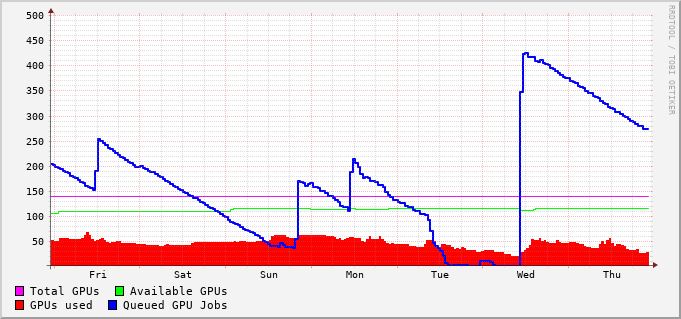 500
450
400
350
300
250
200
150
100
50
Fri Sat Sun Mon Tue Wed Thu
Total GPUs Available GPUs
GPUs used Queued GPU Jobs
RRDTOOL / TOBI OETIKER